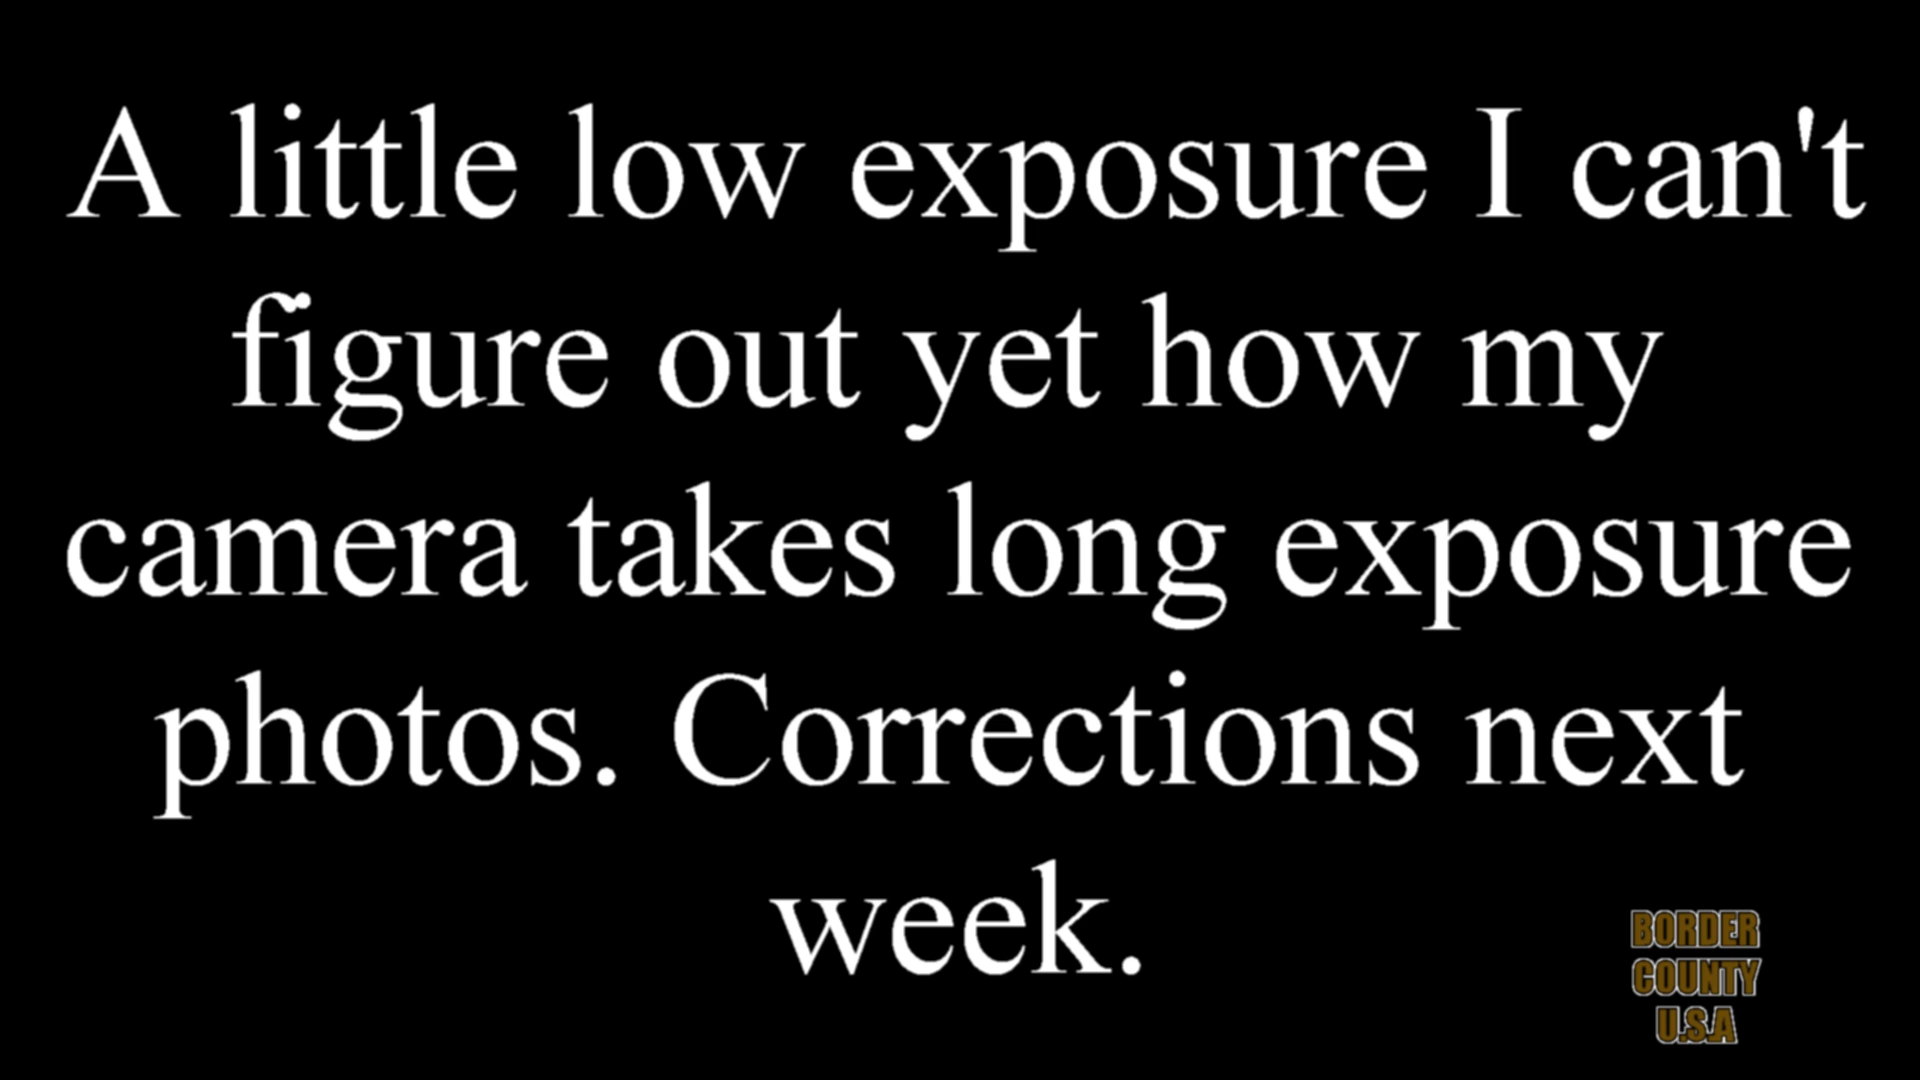 A little low exposure I can't
figure out yet how my
camera takes long exposure
photos. Corrections next
week.
BORDER
COUNTY
U.S.A